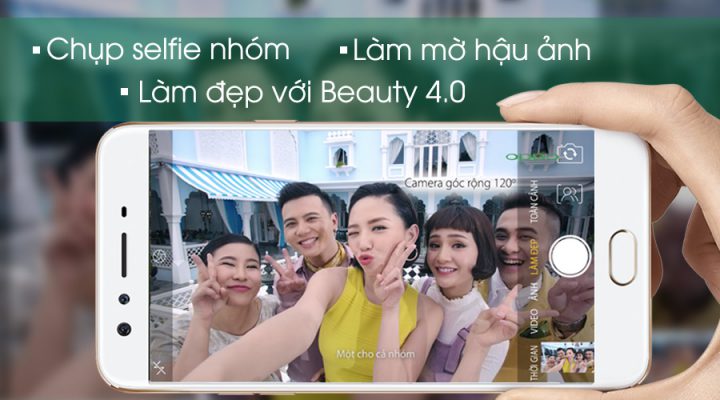 ▪ Chụp selfie nhóm
▪ Làm mờ hậu ảnh
▪ Làm đẹp với Beauty 4.0
oppo
Camera góc rộng 120°
Một cho cả nhóm
THỜI GIAN
VIDEO
ẢNH
LÀM ĐẸP
TOÀN CẢNH